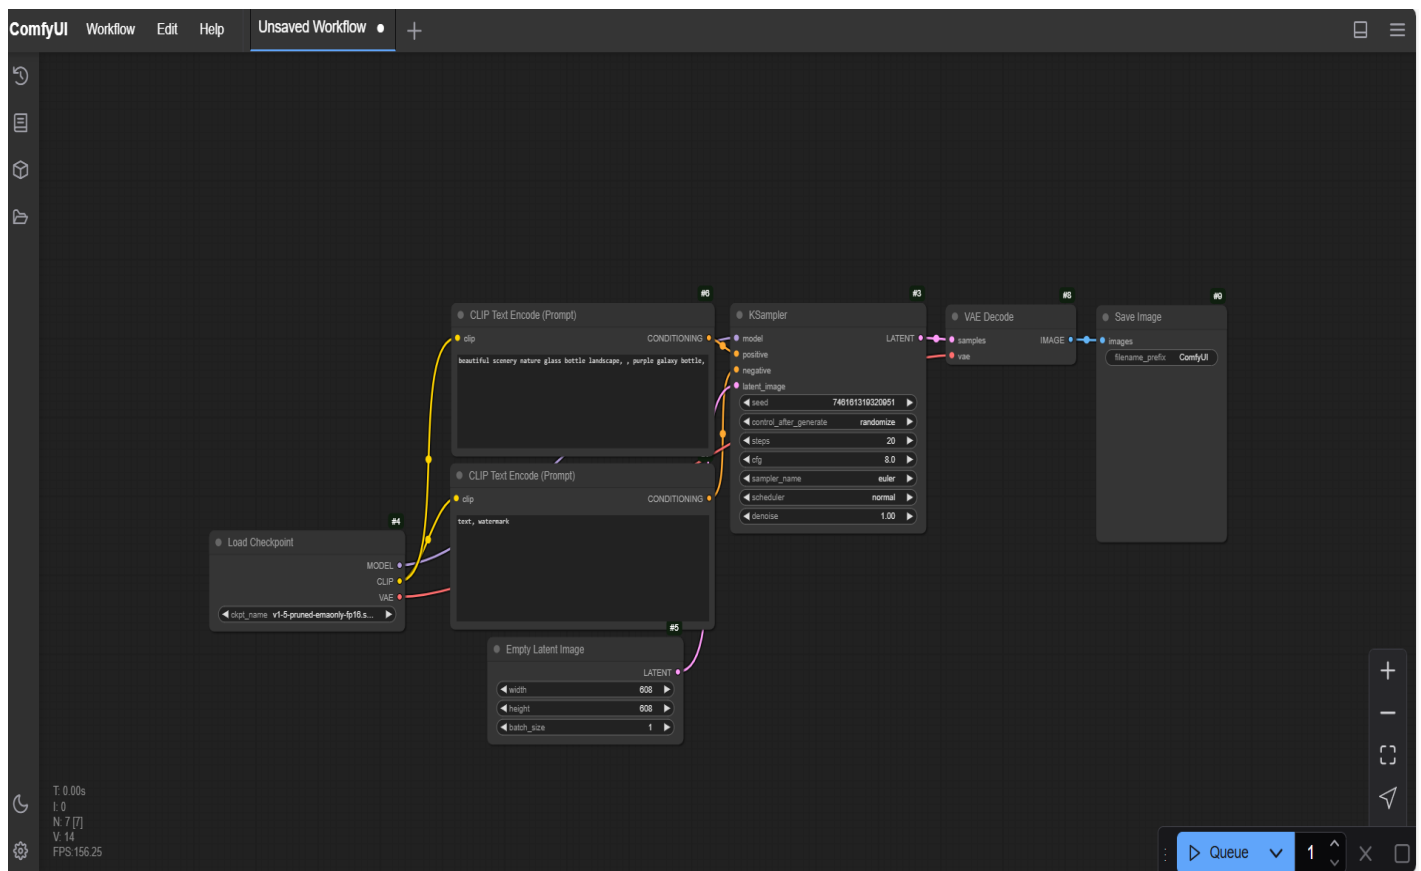 ComfyUI Workflow Edit Help Unsaved Workflow
#6
CLIP Text Encode (Prompt)
clip CONDITIONING
beautiful scenery nature glass bottle landscape, , purple galaxy bottle,
CLIP Text Encode (Prompt)
clip CONDITIONING
text, watermark
#4
Load Checkpoint
MODEL
CLIP
VAE
ckpt_name v1-5-pruned-emaonly-fp16.s...
#5
Empty Latent Image
LATENT
width 608
height 608
batch_size 1
#3
KSampler
model LATENT
positive
negative
latent_image
seed 746161319320951
control_after_generate randomize
steps 20
cfg 8.0
sampler_name euler
scheduler normal
denoise 1.00
#8
VAE Decode
samples IMAGE
vae
#9
Save Image
images
filename_prefix ComfyUI
T: 0.00s
I: 0
N: 7 [7]
V: 14
FPS:156.25
Queue 1